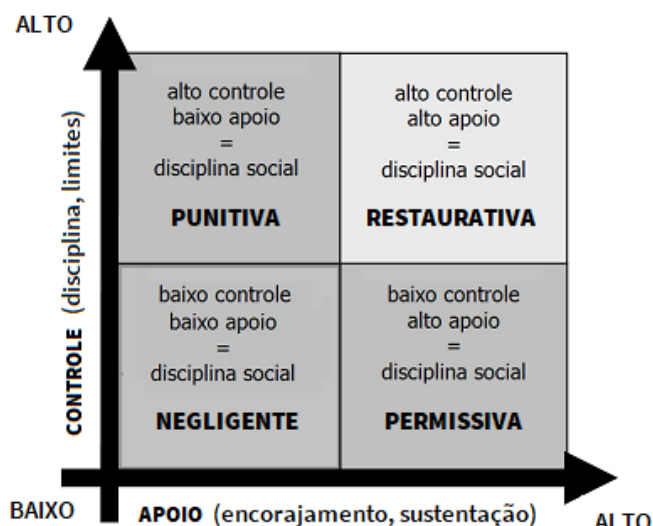 ALTO
CONTROLE (disciplina, limites)
alto controle
baixo apoio
=
disciplina social
PUNITIVA
alto controle
alto apoio
=
disciplina social
RESTAURATIVA
baixo controle
baixo apoio
=
disciplina social
NEGLIGENTE
baixo controle
alto apoio
=
disciplina social
PERMISSIVA
BAIXO
APOIO (encorajamento, sustentação)
ALTO